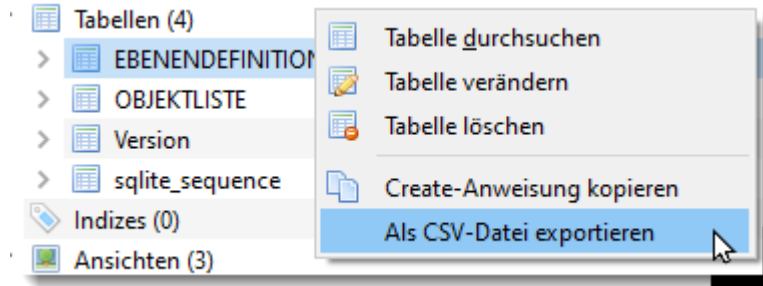 Tabellen (4)
EBENENDEFINITION
OBJEKTLISTE
Version
sqlite_sequence
Indizes (0)
Ansichten (3)
Tabelle durchsuchen
Tabelle verändern
Tabelle löschen
Create-Anweisung kopieren
Als CSV-Datei exportieren